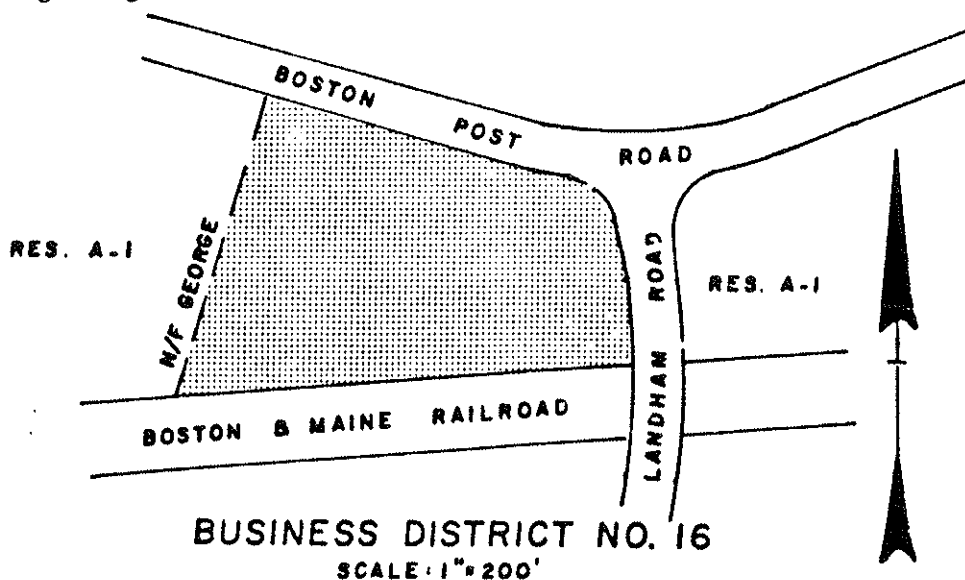 BOSTON POST ROAD
RES. A-1
N/F GEORGE
LANDHAM ROAD
RES. A-1
BOSTON & MAINE RAILROAD
BUSINESS DISTRICT NO. 16
SCALE: 1"=200'